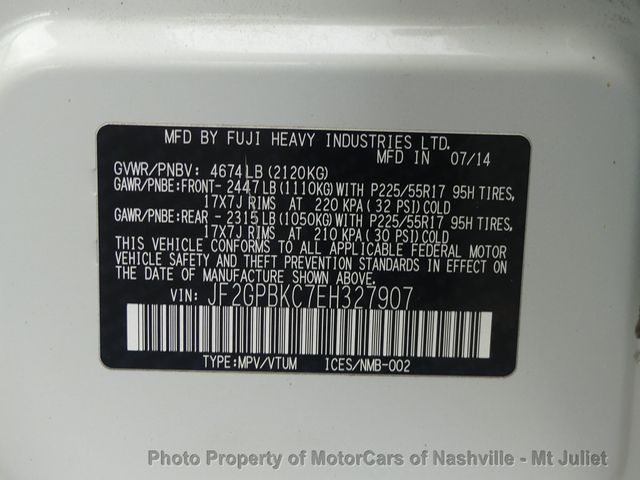 MFD BY FUJI HEAVY INDUSTRIES LTD.
MFD IN 07/14
GVWR/PNBV: 4674LB(2120KG)
GAWR/PNBE:FRONT- 2447LB(1110KG)WITH P225/55R17 95H TIRES,
17X7J RIMS AT 220 KPA(32 PSI)COLD
GAWR/PNBE:REAR - 2315LB(1050KG)WITH P225/55R17 95H TIRES,
17X7J RIMS AT 210 KPA(30 PSI)COLD
THIS VEHICLE CONFORMS TO ALL APPLICABLE FEDERAL MOTOR
VEHICLE SAFETY AND THEFT PREVENTION STANDARDS IN EFFECT
ON THE DATE OF MANUFACTURE SHOWN ABOVE.
VIN: JF2GPBKC7EH327907
TYPE:MPV/VTUM ICES/NMB-002
Photo Property of MotorCars of Nashville - Mt Juliet